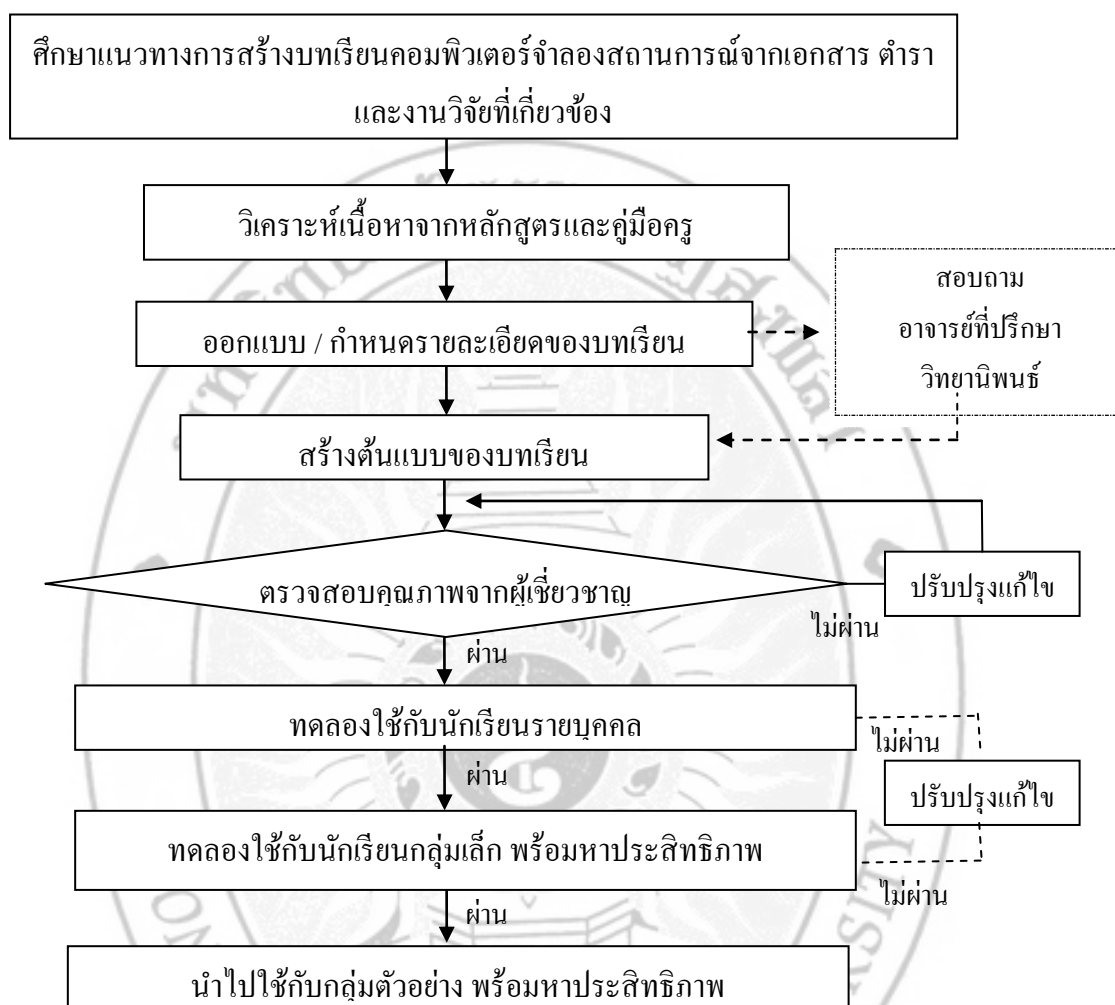 ศึกษาแนวทางการสร้างบทเรียนคอมพิวเตอร์จำลองสถานการณ์จากเอกสาร ตำรา
และงานวิจัยที่เกี่ยวข้อง
วิเคราะห์เนื้อหาจากหลักสูตรและคู่มือครู
ออกแบบ / กำหนดรายละเอียดของบทเรียน
สอบถาม
อาจารย์ที่ปรึกษา
วิทยานิพนธ์
สร้างต้นแบบของบทเรียน
ตรวจสอบคุณภาพจากผู้เชี่ยวชาญ
ปรับปรุงแก้ไข
ไม่ผ่าน
ผ่าน
ทดลองใช้กับนักเรียนรายบุคคล
ไม่ผ่าน
ผ่าน
ปรับปรุงแก้ไข
ทดลองใช้กับนักเรียนกลุ่มเล็ก พร้อมหาประสิทธิภาพ
ไม่ผ่าน
ผ่าน
นำไปใช้กับกลุ่มตัวอย่าง พร้อมหาประสิทธิภาพ